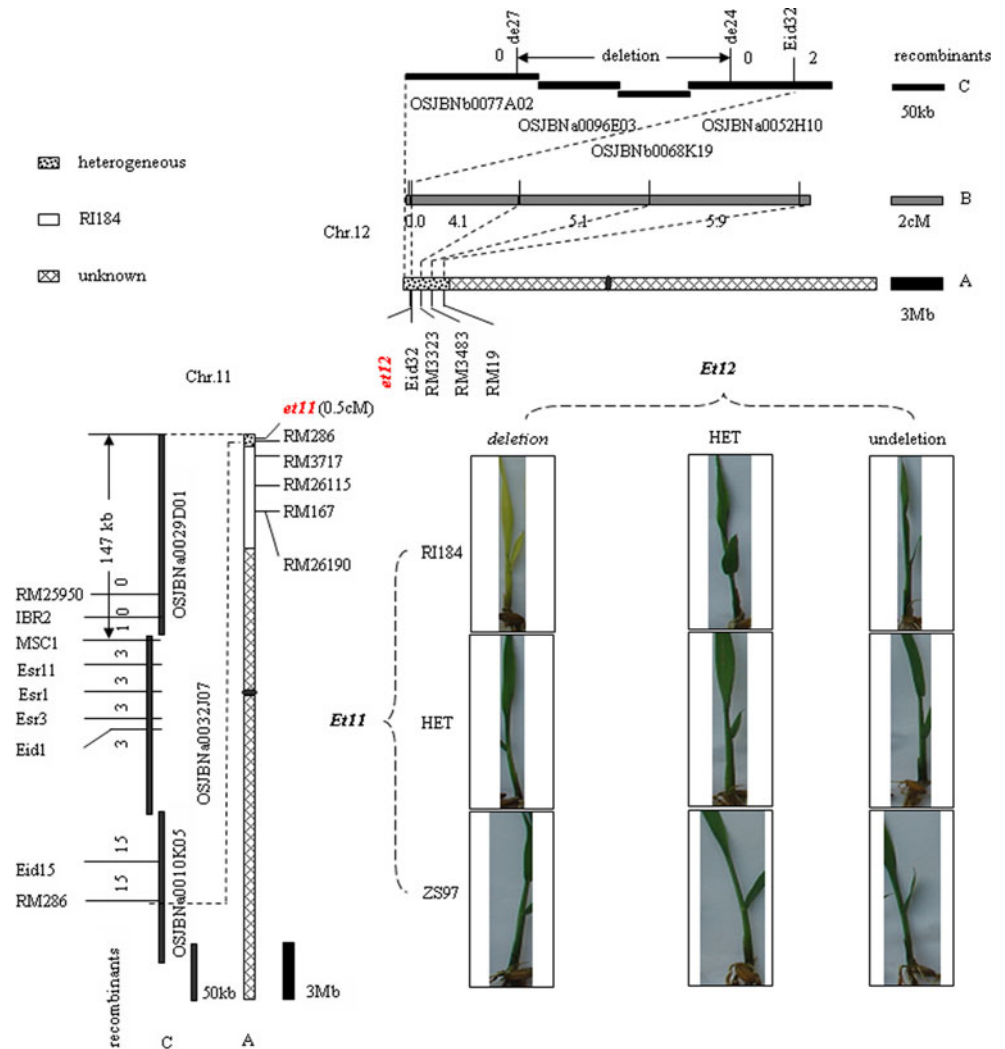 de27
de24
Eid32
0
deletion
0
2
recombinants
C
50kb
OSJBNb0077A02
OSJBNa0096E03
OSJBNa0052H10
OSJBNb0068K19
heterogeneous
RI184
unknown
Chr.12
0.0
4.1
5.1
5.9
B
2cM
A
3Mb
et12
Eid32
RM3323
RM3483
RM19
Chr.11
et11 (0.5cM)
RM286
RM3717
RM26115
RM167
RM26190
147 kb
OSJBNa0029D01
RM25950
0
IBR2
0
MSC1
1
Esr11
3
Esr1
3
Esr3
3
Eid1
3
OSJBNa0032J07
Eid15
15
RM286
15
OSJBNa0010K05
recombinants
50kb
3Mb
C
A
Et12
deletion
HET
undeletion
RI184
Et11
HET
ZS97